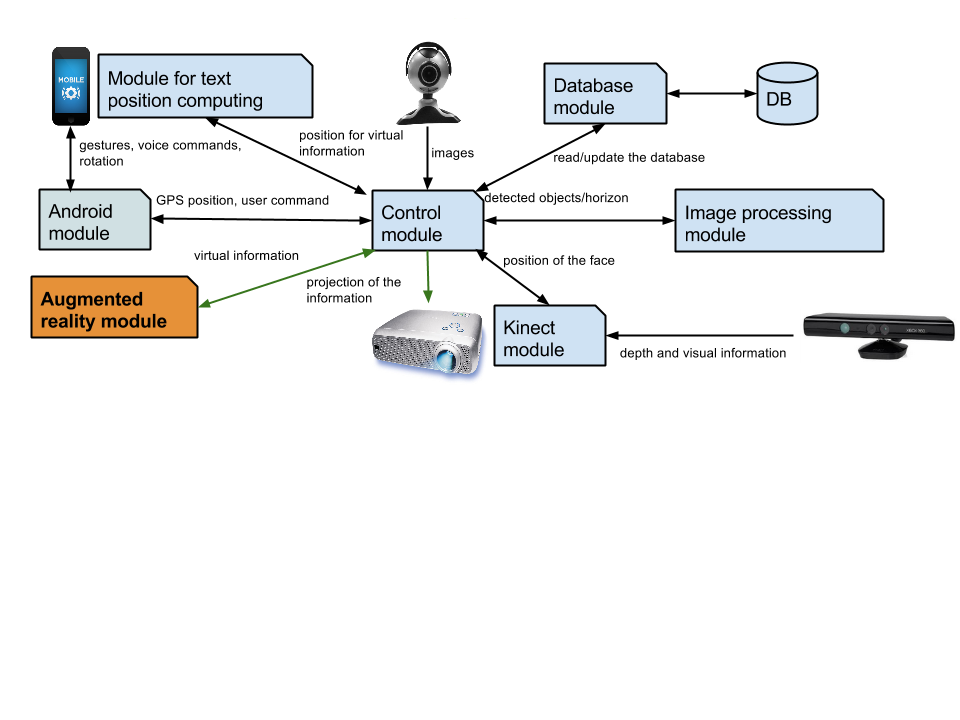 MOBILE
Module for text
position computing
Database
module
DB
gestures, voice commands,
rotation
position for virtual
information
images
read/update the database
Android
module
GPS position, user command
Control
module
detected objects/horizon
Image processing
module
virtual information
projection of the
information
position of the face
Augmented
reality module
Kinect
module
depth and visual information
XBOX 360